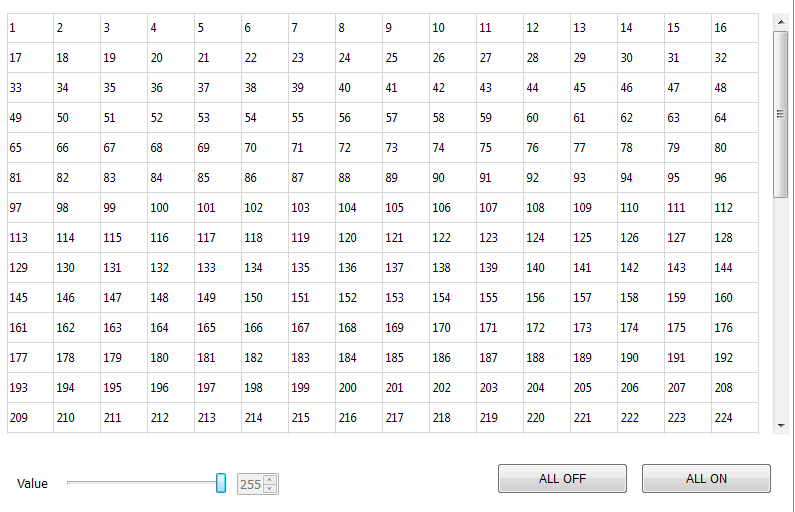 1 2 3 4 5 6 7 8 9 10 11 12 13 14 15 16
17 18 19 20 21 22 23 24 25 26 27 28 29 30 31 32
33 34 35 36 37 38 39 40 41 42 43 44 45 46 47 48
49 50 51 52 53 54 55 56 57 58 59 60 61 62 63 64
65 66 67 68 69 70 71 72 73 74 75 76 77 78 79 80
81 82 83 84 85 86 87 88 89 90 91 92 93 94 95 96
97 98 99 100 101 102 103 104 105 106 107 108 109 110 111 112
113 114 115 116 117 118 119 120 121 122 123 124 125 126 127 128
129 130 131 132 133 134 135 136 137 138 139 140 141 142 143 144
145 146 147 148 149 150 151 152 153 154 155 156 157 158 159 160
161 162 163 164 165 166 167 168 169 170 171 172 173 174 175 176
177 178 179 180 181 182 183 184 185 186 187 188 189 190 191 192
193 194 195 196 197 198 199 200 201 202 203 204 205 206 207 208
209 210 211 212 213 214 215 216 217 218 219 220 221 222 223 224
Value 255 ALL OFF ALL ON